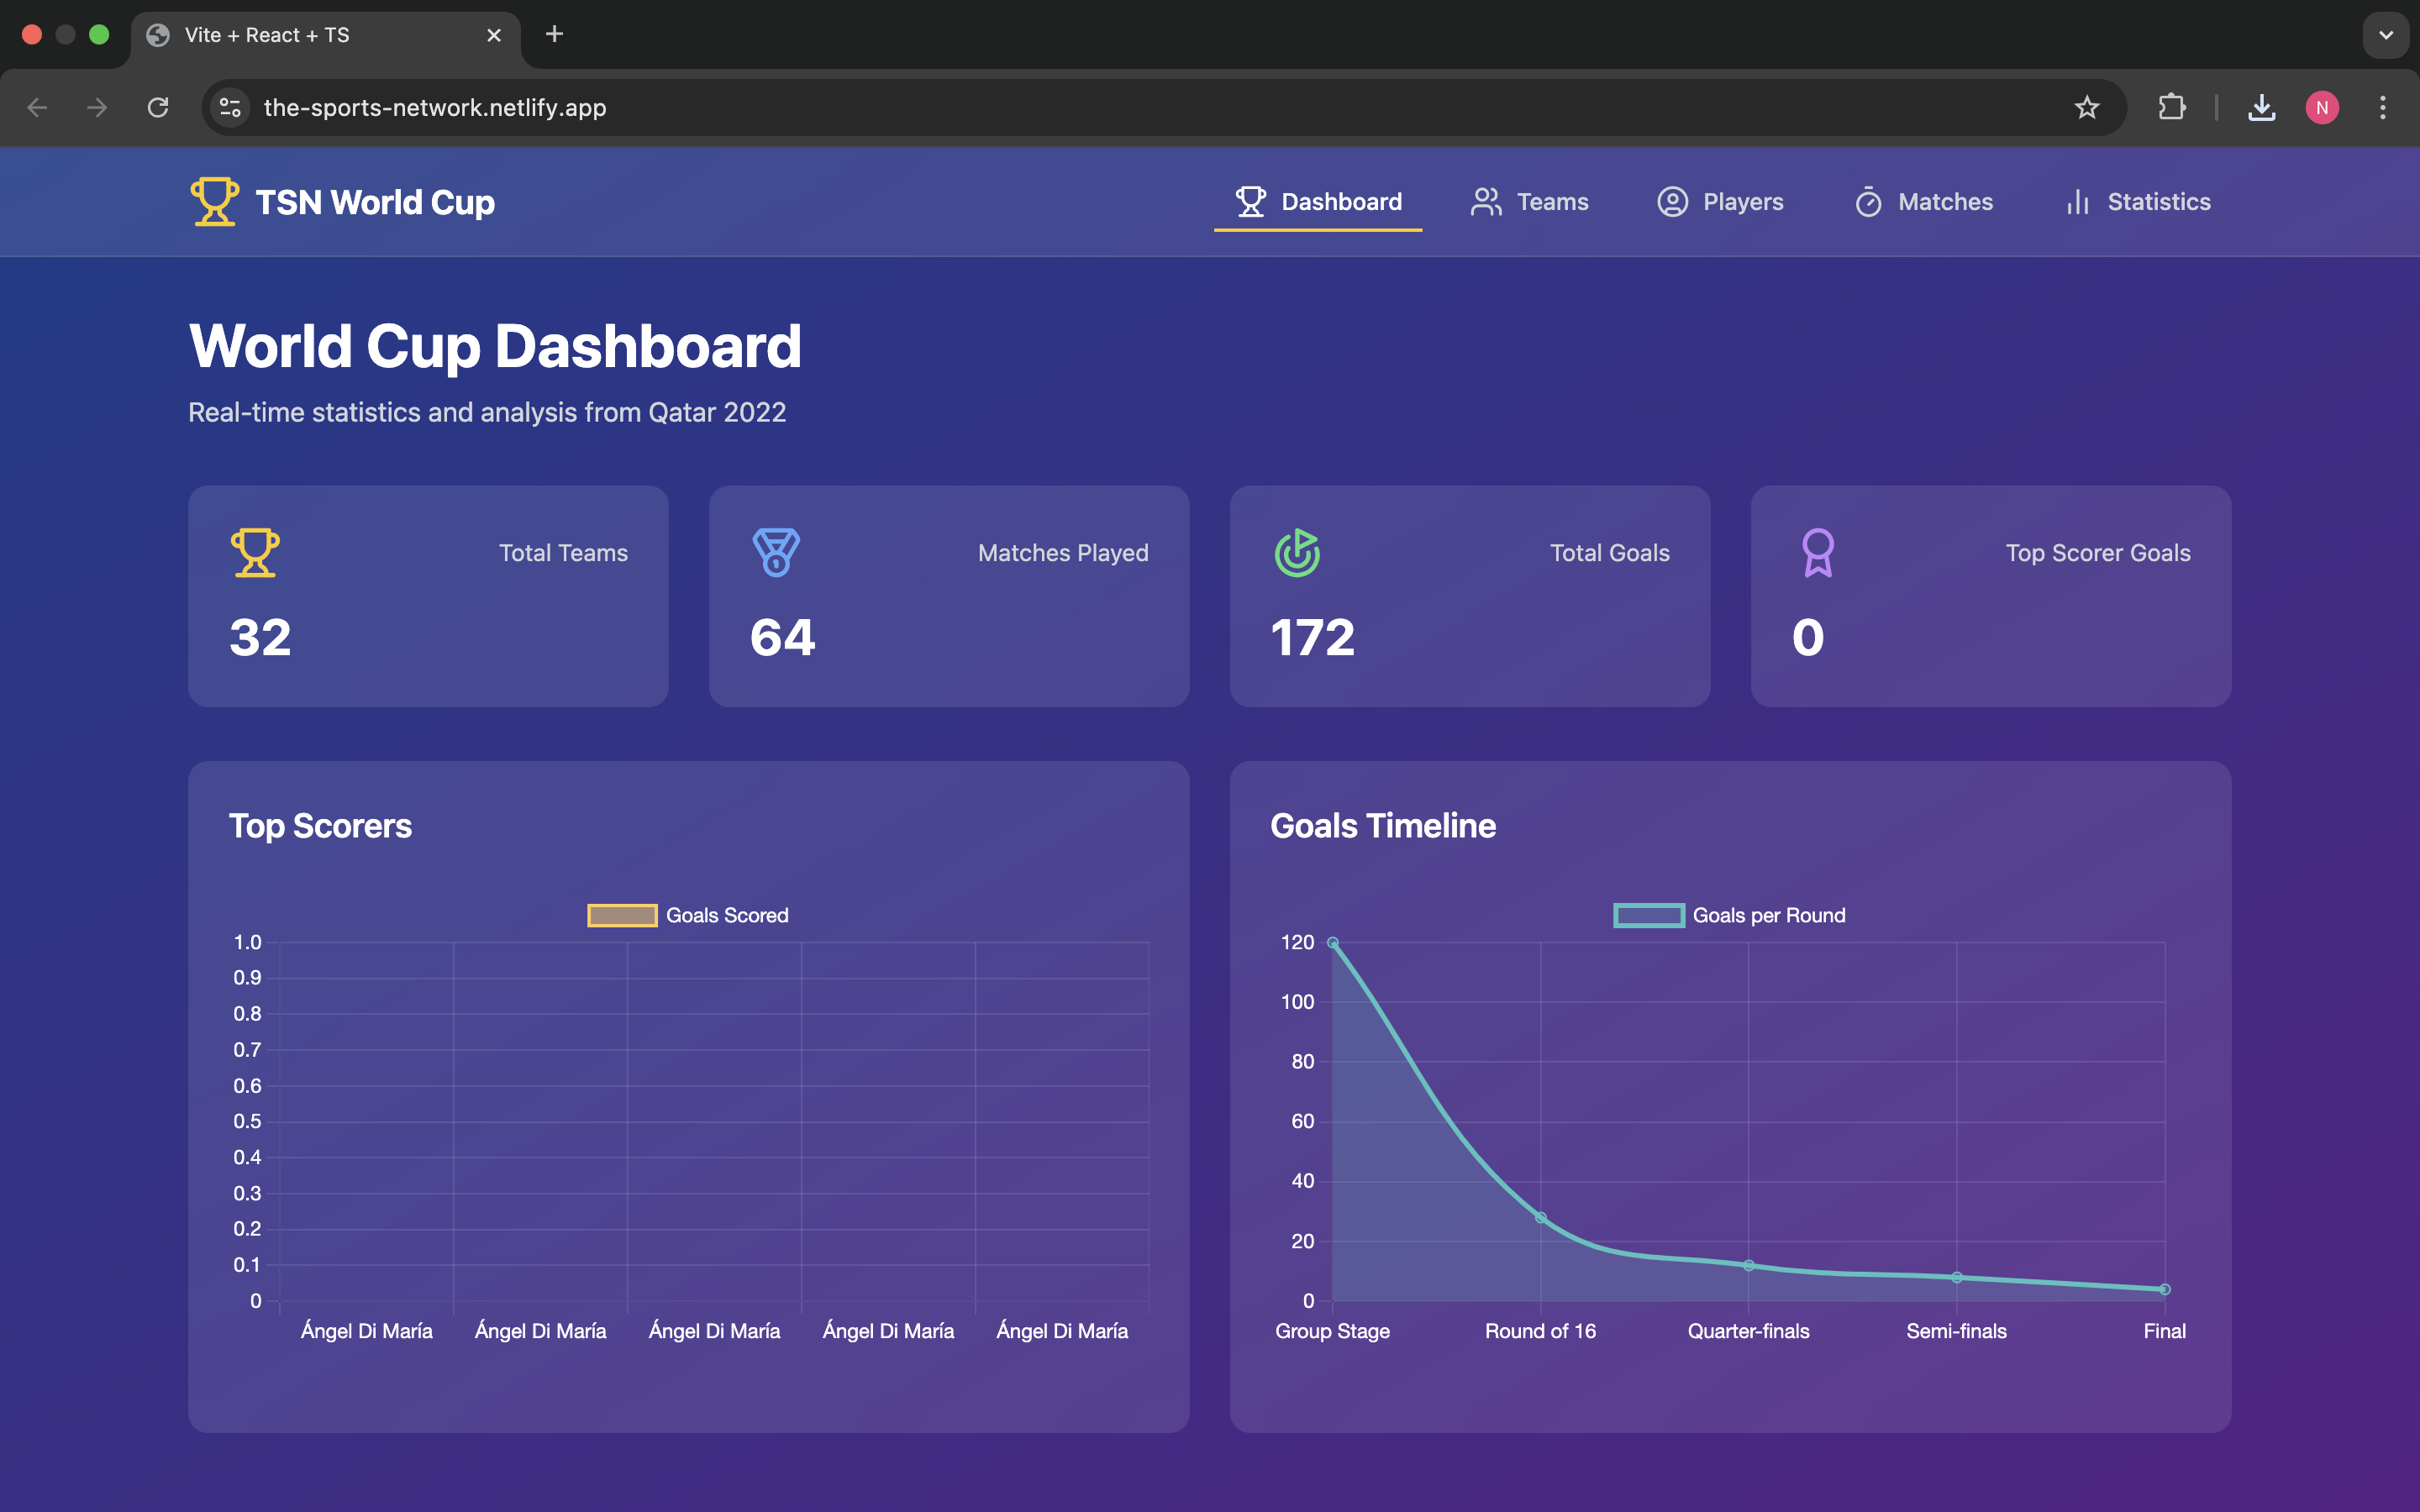 Vite + React + TS
the-sports-network.netlify.app
N
TSN World Cup
Dashboard
Teams
Players
Matches
Statistics
World Cup Dashboard
Real-time statistics and analysis from Qatar 2022
Total Teams
32
Matches Played
64
Total Goals
172
Top Scorer Goals
0
Top Scorers
Goals Scored
1.0
0.9
0.8
0.7
0.6
0.5
0.4
0.3
0.2
0.1
0
Ángel Di María
Ángel Di María
Ángel Di María
Ángel Di María
Ángel Di María
Goals Timeline
Goals per Round
120
100
80
60
40
20
0
Group Stage
Round of 16
Quarter-finals
Semi-finals
Final